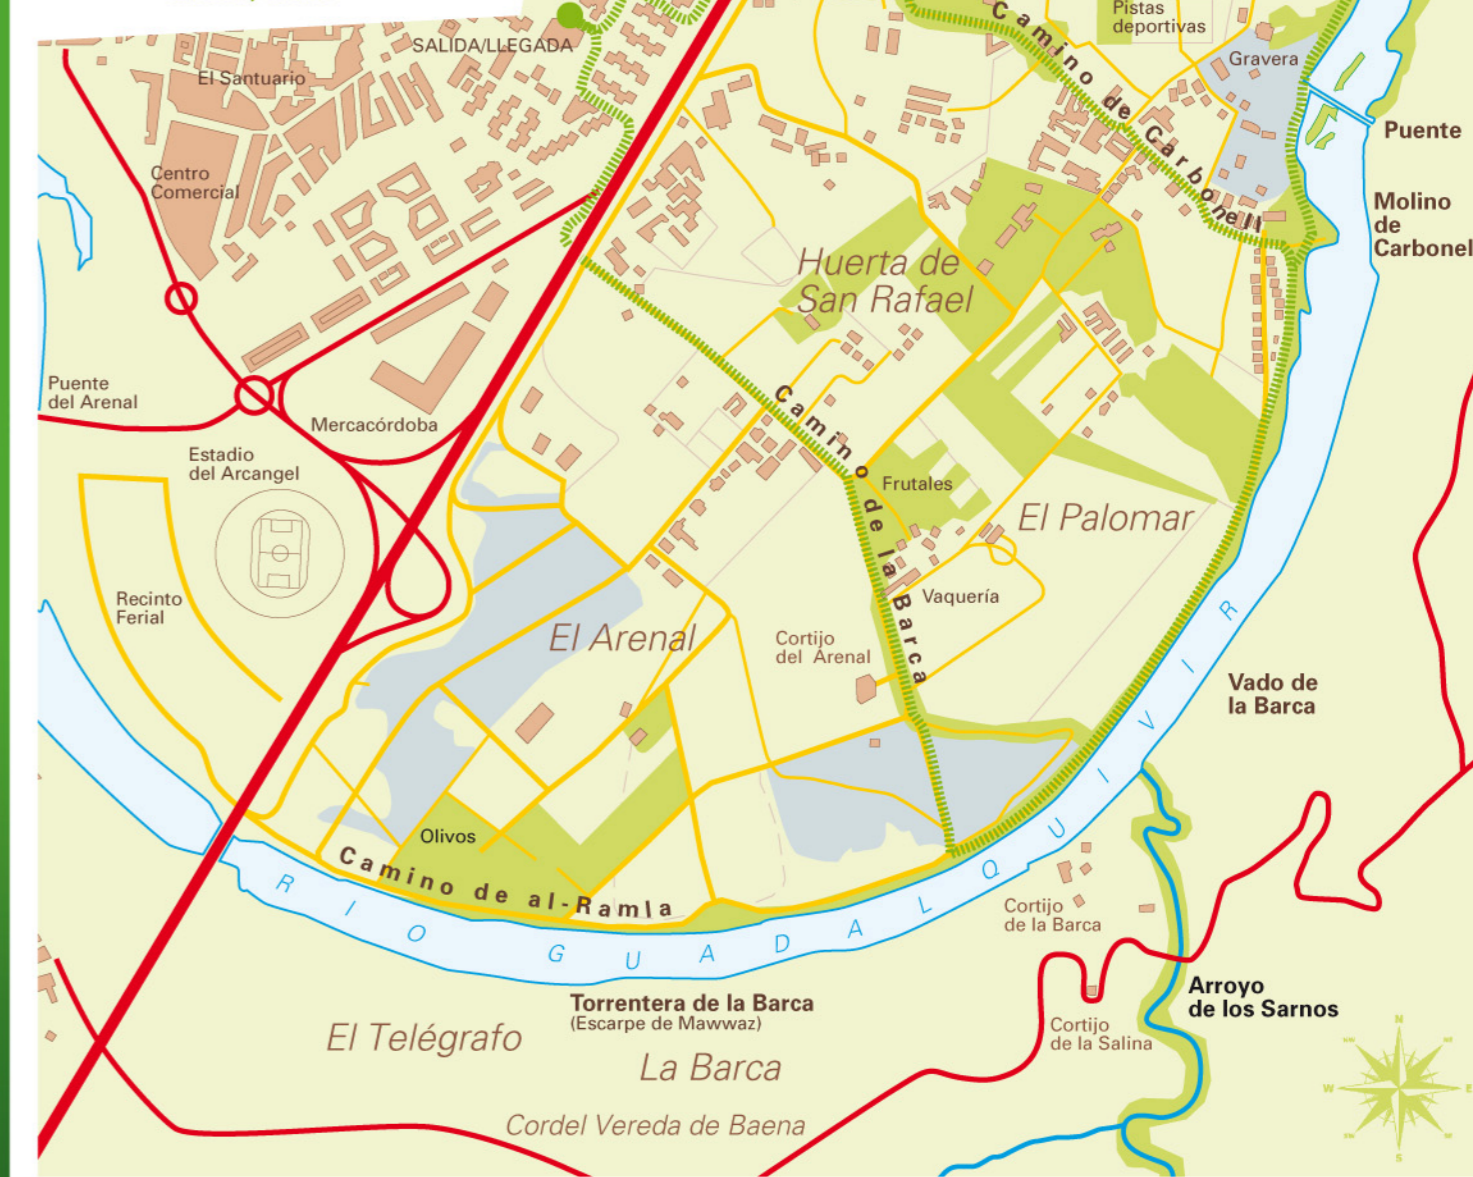 SALIDA/LLEGADA
El Santuario
Centro
Comercial
Camino de Carbonell
Pistas
deportivas
Gravera
Puente
Molino
de
Carbonel
Huerta de
San Rafael
Puente
del Arenal
Mercacórdoba
Estadio
del Arcangel
Recinto
Ferial
Camino de la Barca
Frutales
El Palomar
Vaquería
El Arenal
Cortijo
del Arenal
Vado de
la Barca
Olivos
Camino de al-Ramla
RIO GUADALQUIVIR
Cortijo
de la Barca
Torrentera de la Barca
(Escarpe de Mawwaz)
El Telégrafo
La Barca
Cordel Vereda de Baena
Arroyo
de los Sarnos
Cortijo
de la Salina
N
NW
NE
W
E
SW
S